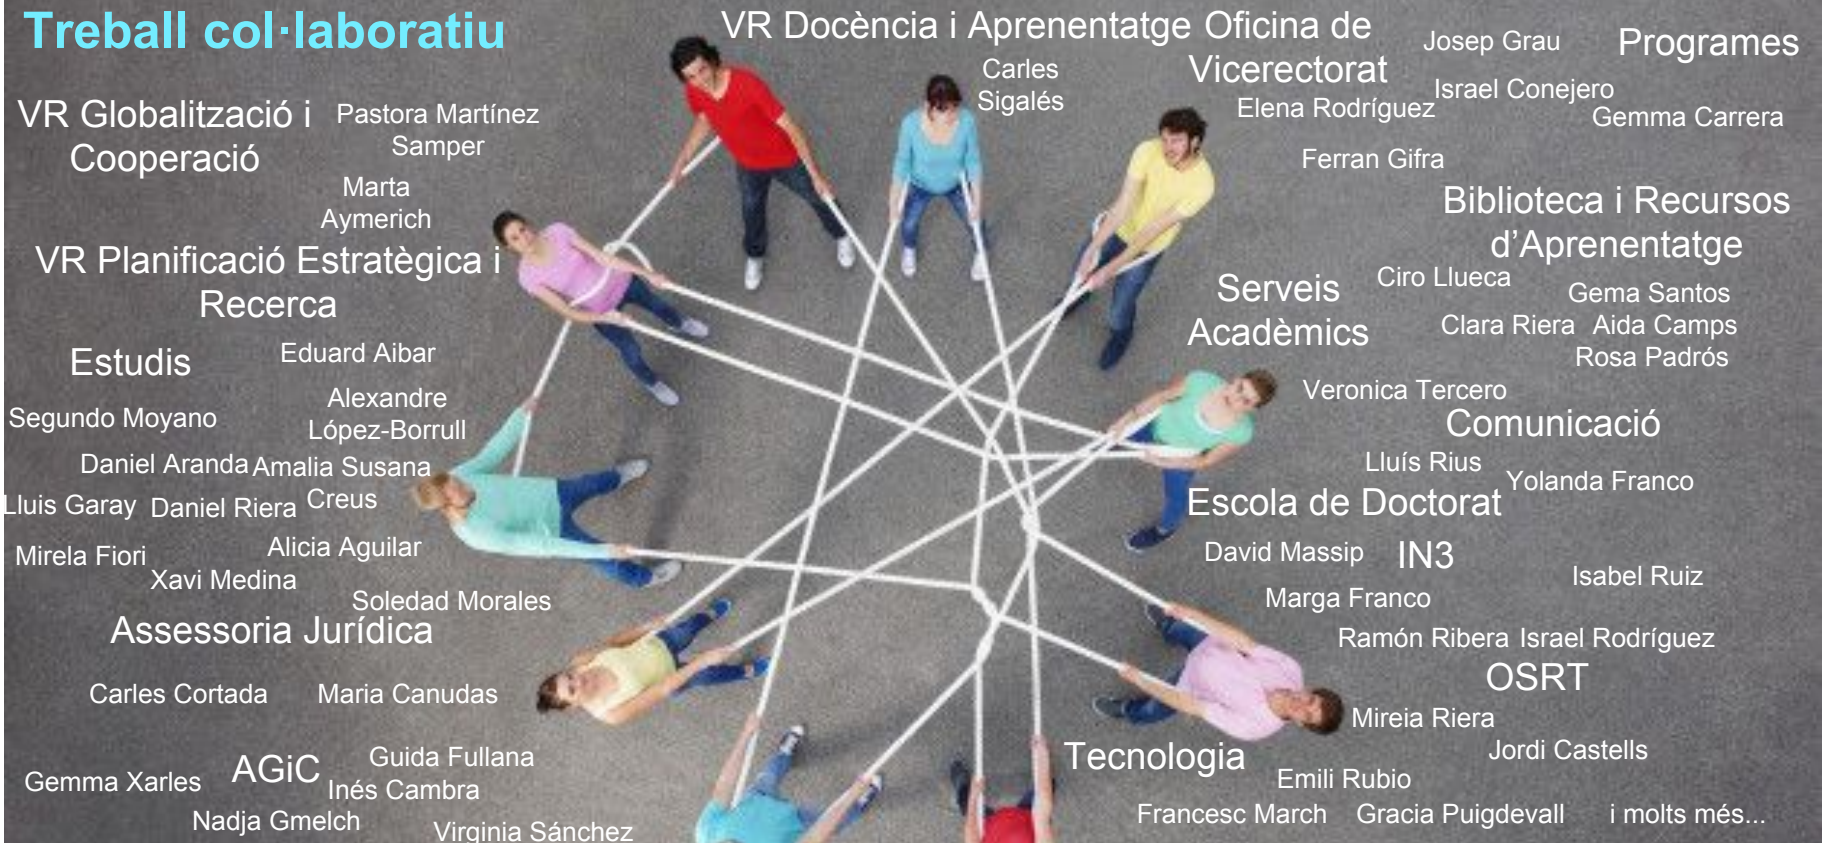 Treball col·laboratiu
VR Globalització i
Cooperació
Pastora Martínez
Samper
Marta
Aymerich
VR Planificació Estratègica i
Recerca
Estudis
Eduard Aibar
Alexandre
López-Borrull
Segundo Moyano
Daniel Aranda
Amalia Susana
Creus
Lluis Garay
Daniel Riera
Mirela Fiori
Alicia Aguilar
Xavi Medina
Soledad Morales
Assessoria Jurídica
Carles Cortada
Maria Canudas
AGiC
Guida Fullana
Gemma Xarles
Inés Cambra
Nadja Gmelch
Virginia Sánchez
VR Docència i Aprenentatge
Carles
Sigalés
Oficina de
Vicerectorat
Elena Rodríguez
Ferran Gifra
Josep Grau
Programes
Israel Conejero
Gemma Carrera
Biblioteca i Recursos
d’Aprenentatge
Ciro Llueca
Gema Santos
Clara Riera
Aida Camps
Rosa Padrós
Serveis
Acadèmics
Veronica Tercero
Comunicació
Lluís Rius
Yolanda Franco
Escola de Doctorat
David Massip
IN3
Isabel Ruiz
Marga Franco
Ramón Ribera
Israel Rodríguez
OSRT
Mireia Riera
Jordi Castells
Tecnologia
Emili Rubio
Francesc March
Gracia Puigdevall
i molts més...